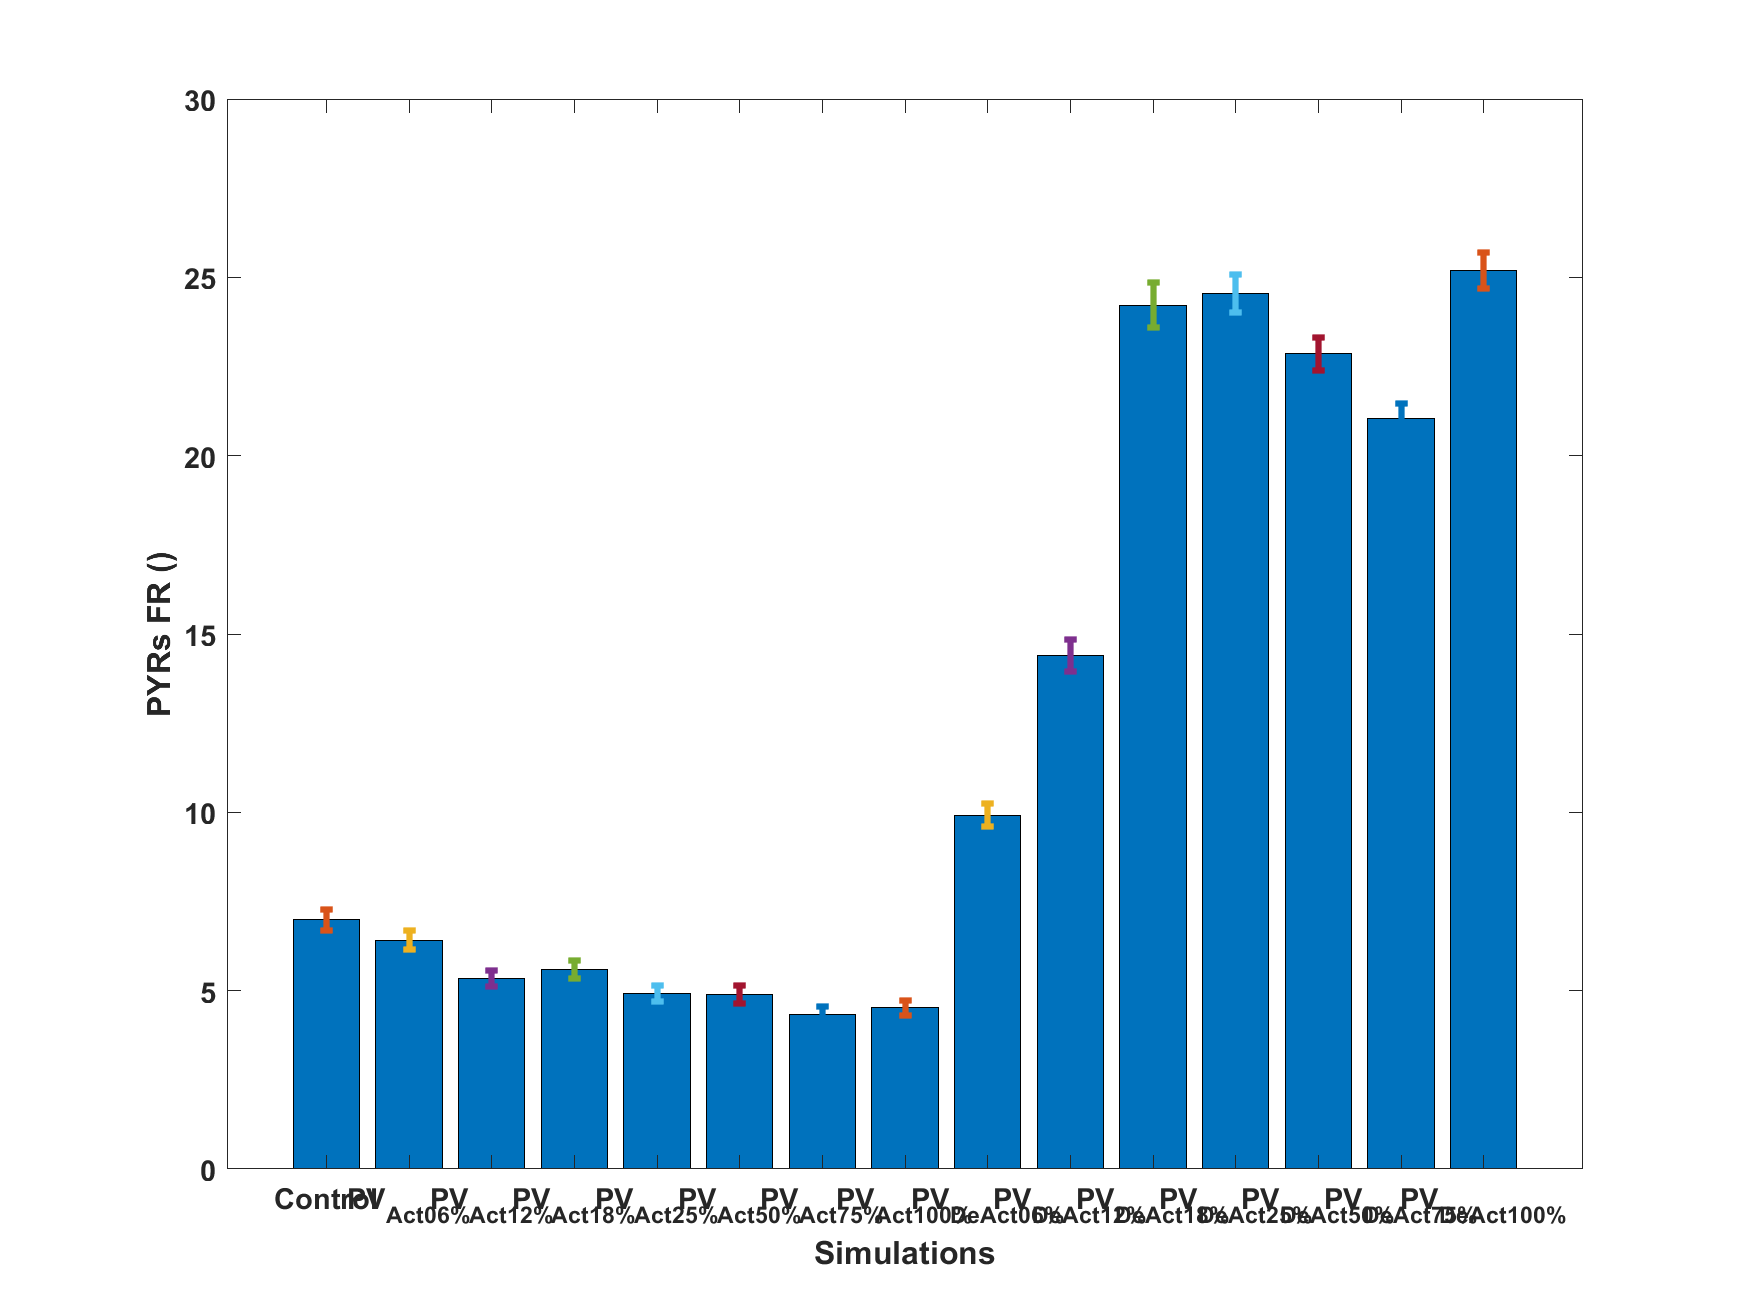 30
25
20
15
10
5
0
PYRs FR ()
Control PV Act06% PV Act12% PV Act18% PV Act25% PV Act50% PV Act75% PV Act100% PV DeAct06% PV DeAct12% PV DeAct18% PV DeAct25% PV DeAct50% PV DeAct75% PV DeAct100%
Simulations